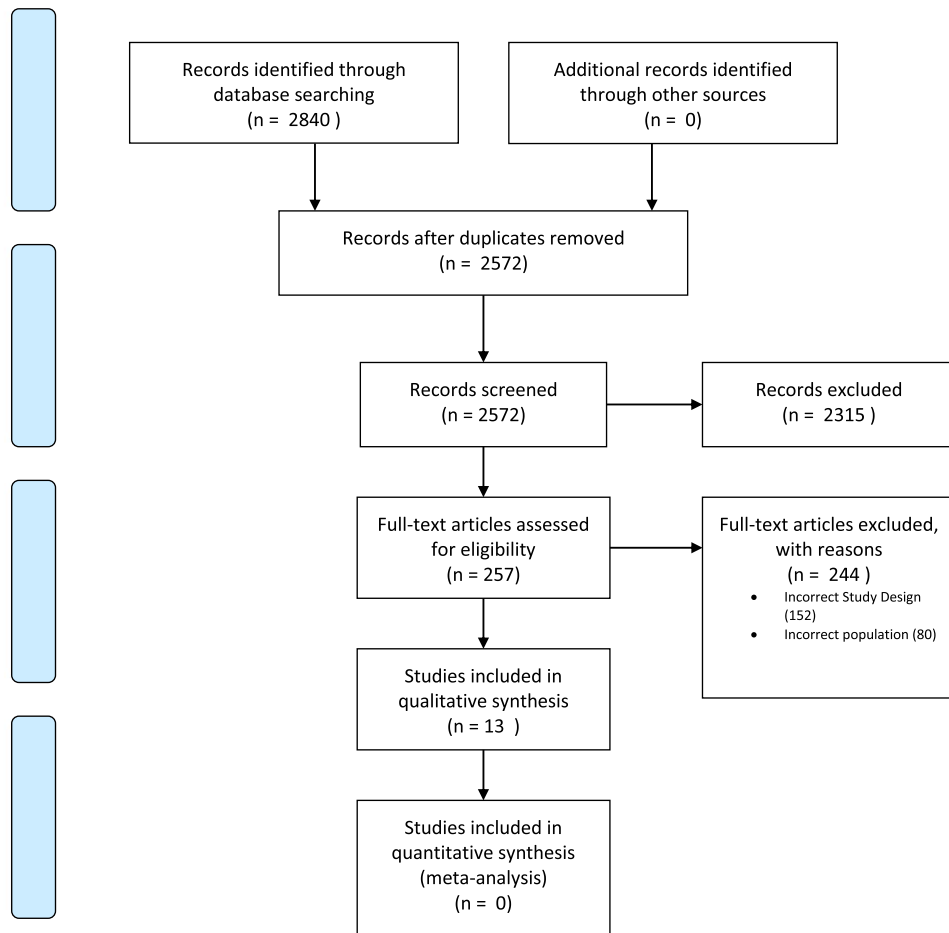 Records identified through
database searching
(n =  2840 )
Additional records identified
through other sources
(n =  0)
Records after duplicates removed
(n =  2572)
Records screened
(n = 2572)
Records excluded
(n =  2315 )
Full-text articles assessed
for eligibility
(n = 257)
Full-text articles excluded,
with reasons
(n =  244 )
• Incorrect Study Design
(152)
• Incorrect population (80)
Studies included in
qualitative synthesis
(n = 13  )
Studies included in
quantitative synthesis
(meta-analysis)
(n =  0)